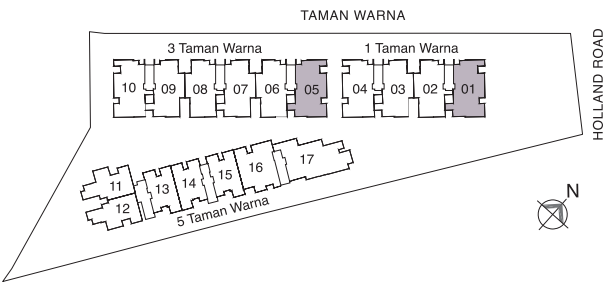 TAMAN WARNA
3 Taman Warna
1 Taman Warna
HOLLAND ROAD
10 09 08 07 06 05 04 03 02 01
11 12 13 14 15 16 17
5 Taman Warna
N